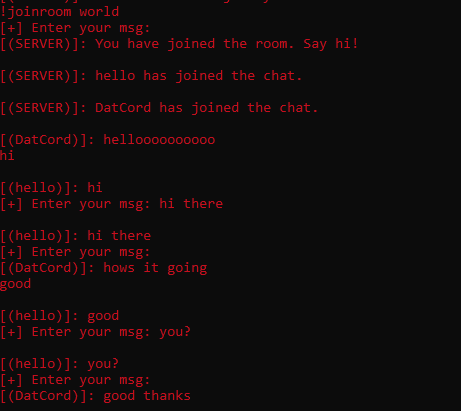 !joinroom world
[+] Enter your msg:
[(SERVER)]: You have joined the room. Say hi!
[(SERVER)]: hello has joined the chat.
[(SERVER)]: DatCord has joined the chat.
[(DatCord)]: helloooooooooo
hi
[(hello)]: hi
[+] Enter your msg: hi there
[(hello)]: hi there
[+] Enter your msg:
[(DatCord)]: hows it going
good
[(hello)]: good
[+] Enter your msg: you?
[(hello)]: you?
[+] Enter your msg:
[(DatCord)]: good thanks